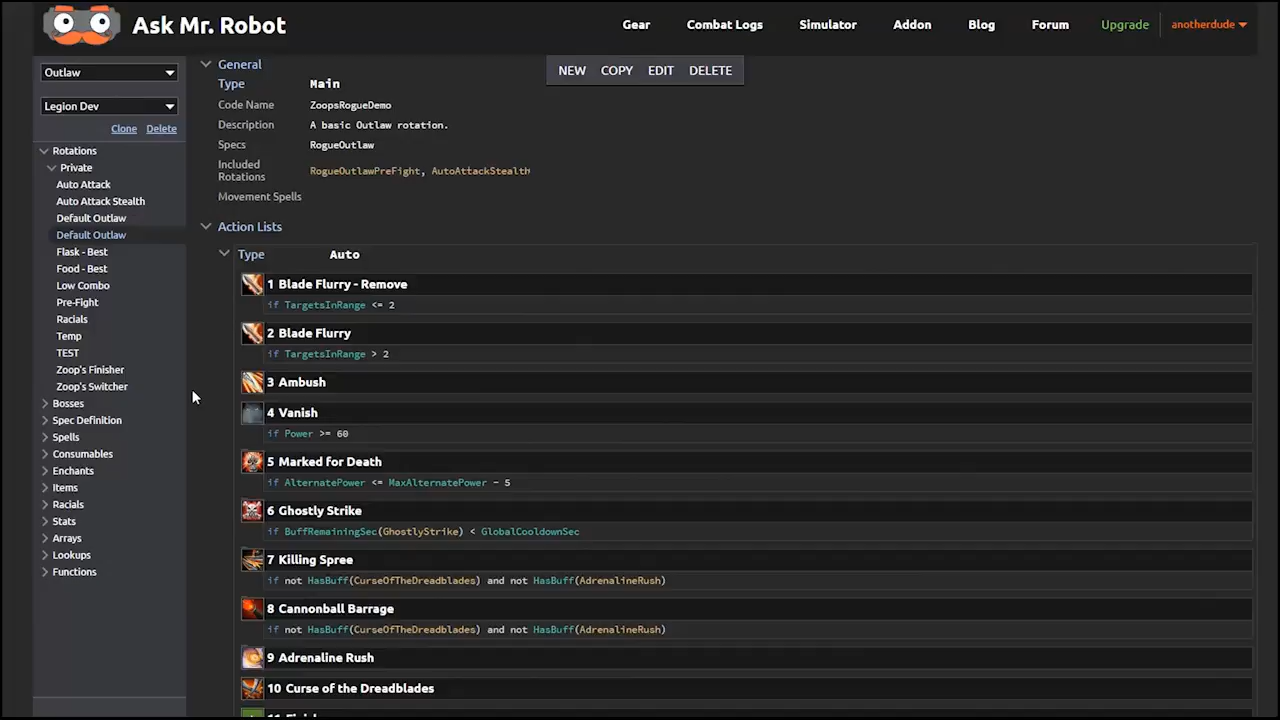 Ask Mr. Robot
Gear Combat Logs Simulator Addon Blog Forum Upgrade anotherdude
Outlaw
Legion Dev
Clone Delete
Rotations
Private
Auto Attack
Auto Attack Stealth
Default Outlaw
Default Outlaw
Flask - Best
Food - Best
Low Combo
Pre-Fight
Racials
Temp
TEST
Zoop's Finisher
Zoop's Switcher
Bosses
Spec Definition
Spells
Consumables
Enchants
Items
Racials
Stats
Arrays
Lookups
Functions
NEW COPY EDIT DELETE
General
Type Main
Code Name ZoopsRogueDemo
Description A basic Outlaw rotation.
Specs RogueOutlaw
Included Rotations RogueOutlawPreFight, AutoAttackStealth
Movement Spells
Action Lists
Type Auto
1 Blade Flurry - Remove
if TargetsInRange <= 2
2 Blade Flurry
if TargetsInRange > 2
3 Ambush
4 Vanish
if Power >= 60
5 Marked for Death
if AlternatePower <= MaxAlternatePower - 5
6 Ghostly Strike
if BuffRemainingSec(GhostlyStrike) < GlobalCooldownSec
7 Killing Spree
if not HasBuff(CurseOfTheDreadblades) and not HasBuff(AdrenalineRush)
8 Cannonball Barrage
if not HasBuff(CurseOfTheDreadblades) and not HasBuff(AdrenalineRush)
9 Adrenaline Rush
10 Curse of the Dreadblades